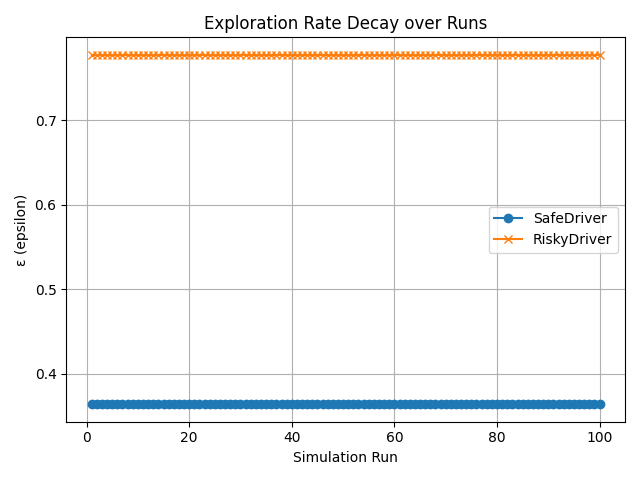 Exploration Rate Decay over Runs
ε (epsilon)
0.7
0.6
0.5
0.4
SafeDriver
RiskyDriver
0 20 40 60 80 100
Simulation Run